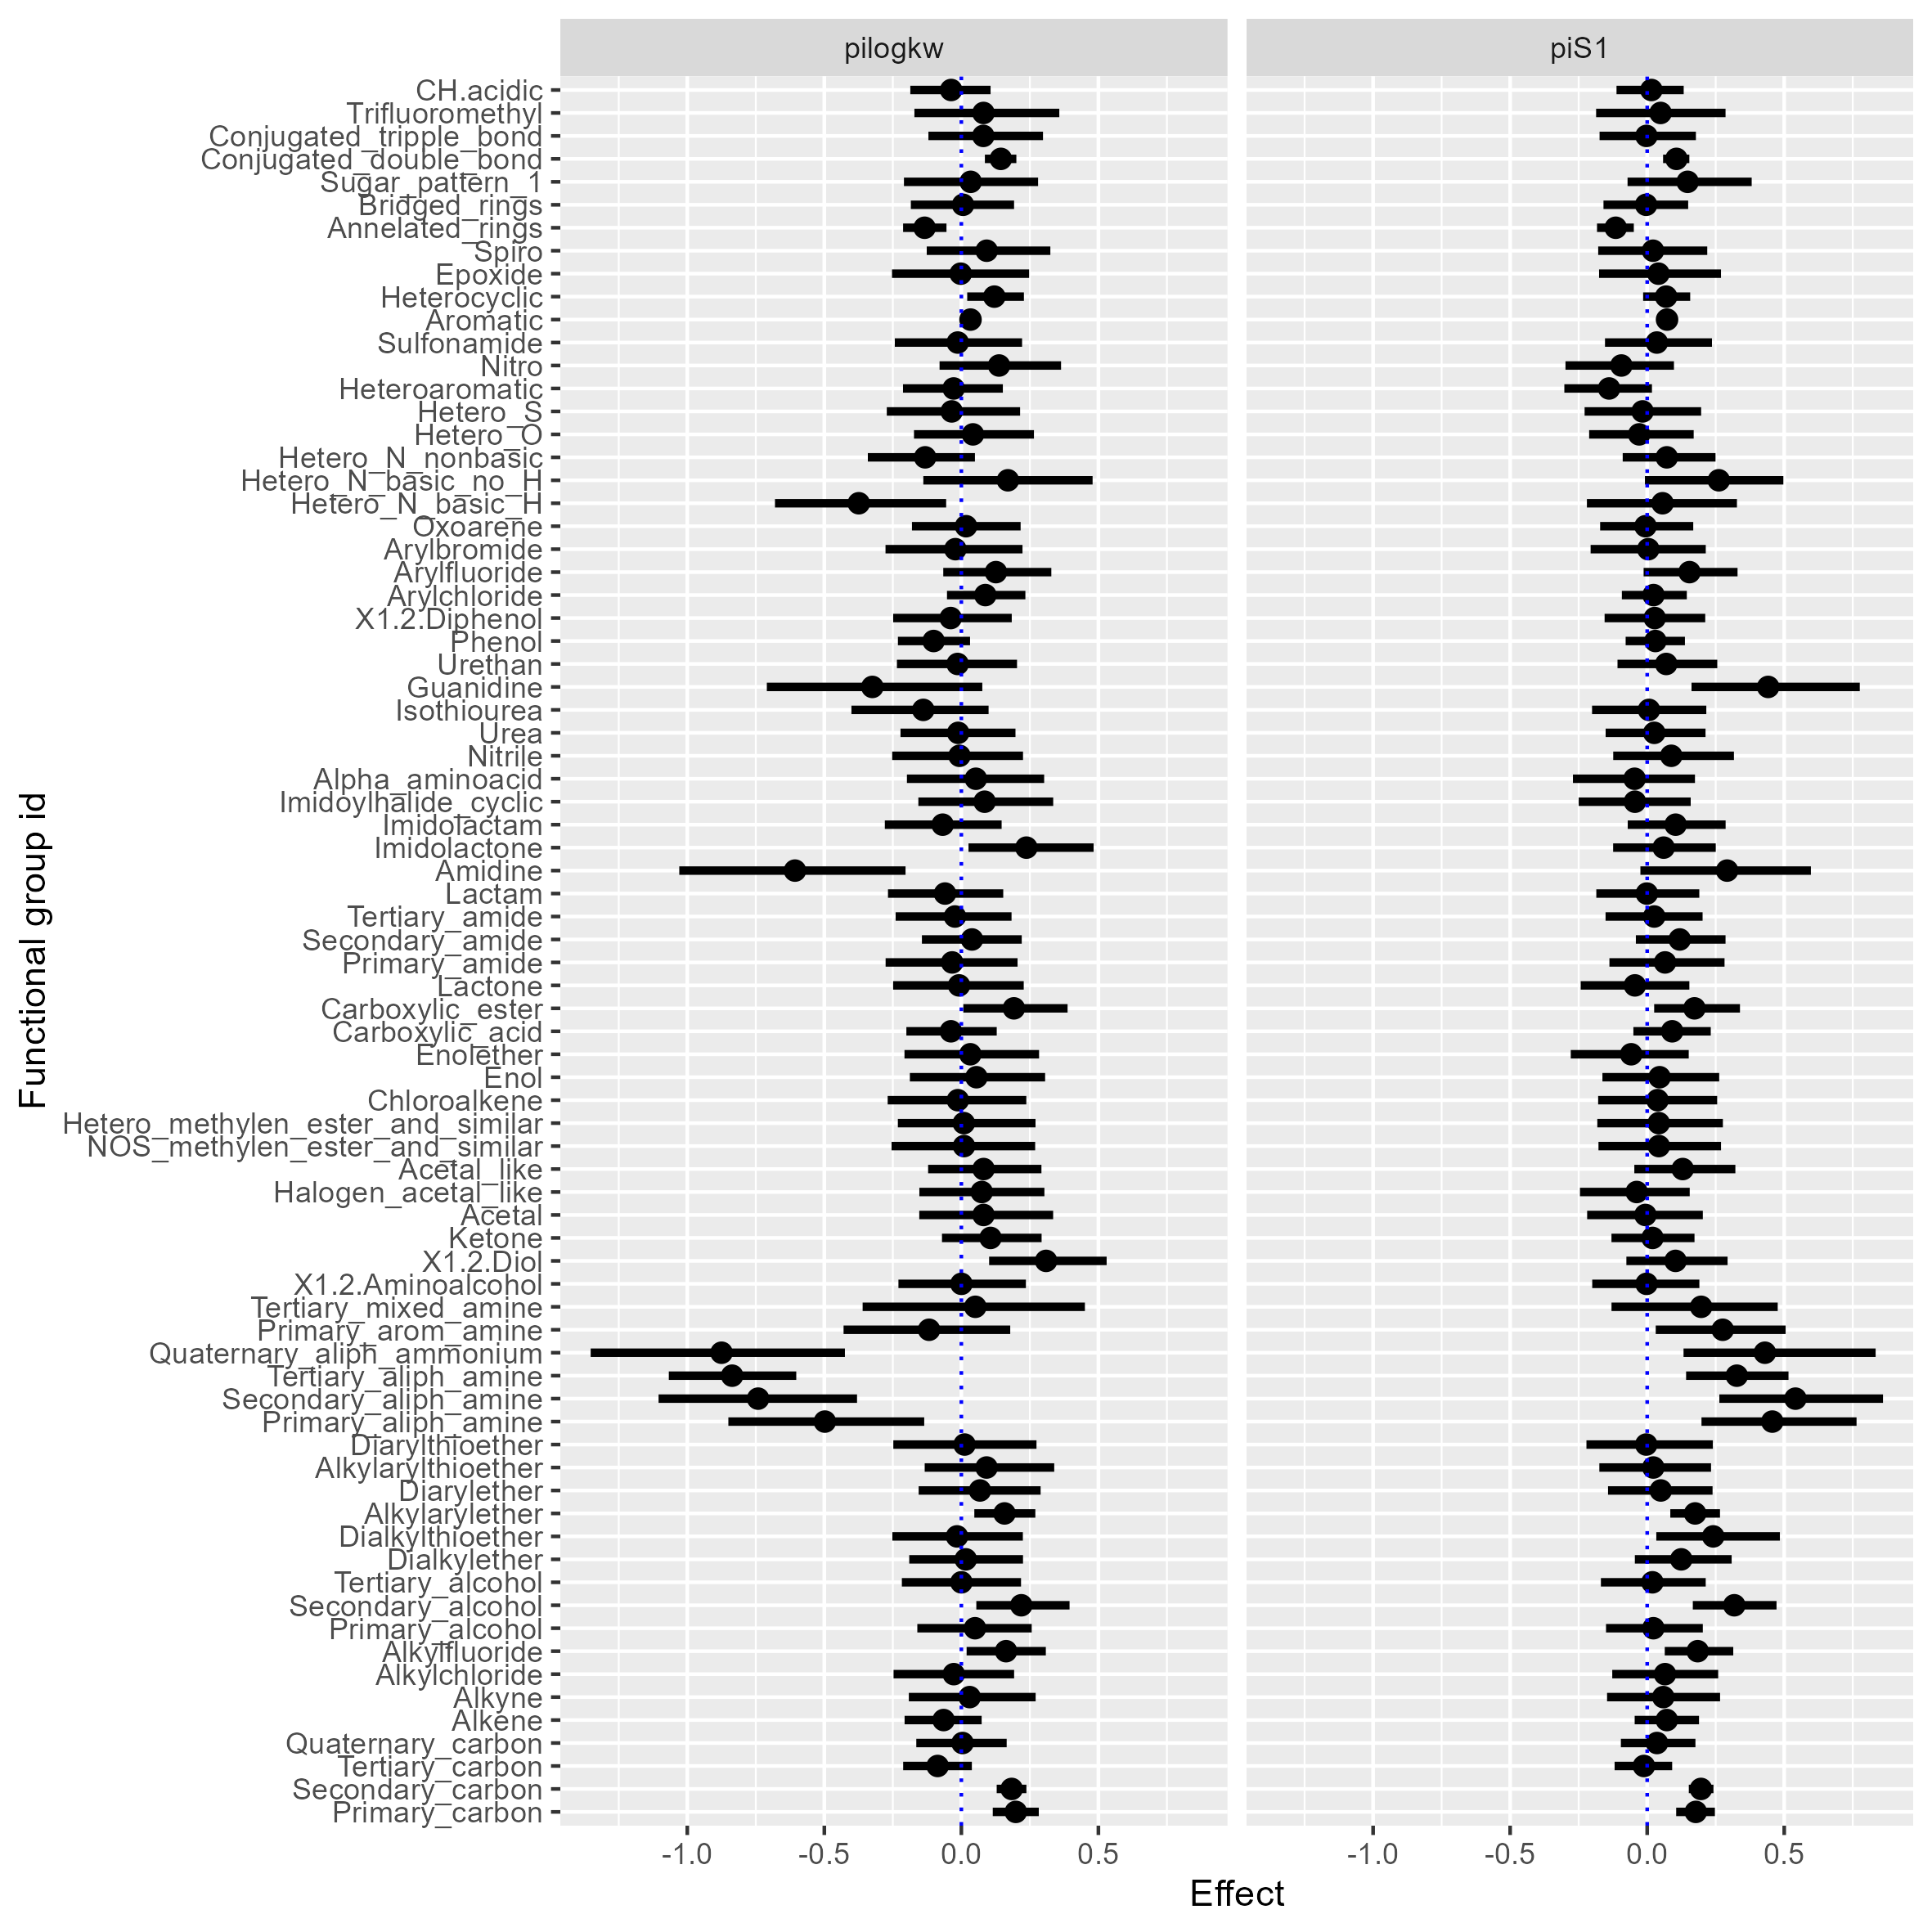 pilogkw
piS1
CH.acidic
Trifluoromethyl
Conjugated_tripple_bond
Conjugated_double_bond
Sugar_pattern_1
Bridged_rings
Annelated_rings
Spiro
Epoxide
Heterocyclic
Aromatic
Sulfonamide
Nitro
Heteroaromatic
Hetero_S
Hetero_O
Hetero_N_nonbasic
Hetero_N_basic_no_H
Hetero_N_basic_H
Oxoarene
Arylbromide
Arylfluoride
Arylchloride
X1.2.Diphenol
Phenol
Urethan
Guanidine
Isothiourea
Urea
Nitrile
Alpha_aminoacid
Imidoylhalide_cyclic
Imidolactam
Imidolactone
Amidine
Lactam
Tertiary_amide
Secondary_amide
Primary_amide
Lactone
Carboxylic_ester
Carboxylic_acid
Enolether
Enol
Chloroalkene
Hetero_methylen_ester_and_similar
NOS_methylen_ester_and_similar
Acetal_like
Halogen_acetal_like
Acetal
Ketone
X1.2.Diol
X1.2.Aminoalcohol
Tertiary_mixed_amine
Primary_arom_amine
Quaternary_aliph_ammonium
Tertiary_aliph_amine
Secondary_aliph_amine
Primary_aliph_amine
Diarylthioether
Alkylarylthioether
Diarylether
Alkylarylether
Dialkylthioether
Dialkylether
Tertiary_alcohol
Secondary_alcohol
Primary_alcohol
Alkylfluoride
Alkylchloride
Alkyne
Alkene
Quaternary_carbon
Tertiary_carbon
Secondary_carbon
Primary_carbon
Functional group id
-1.0 -0.5 0.0 0.5
-1.0 -0.5 0.0 0.5
Effect